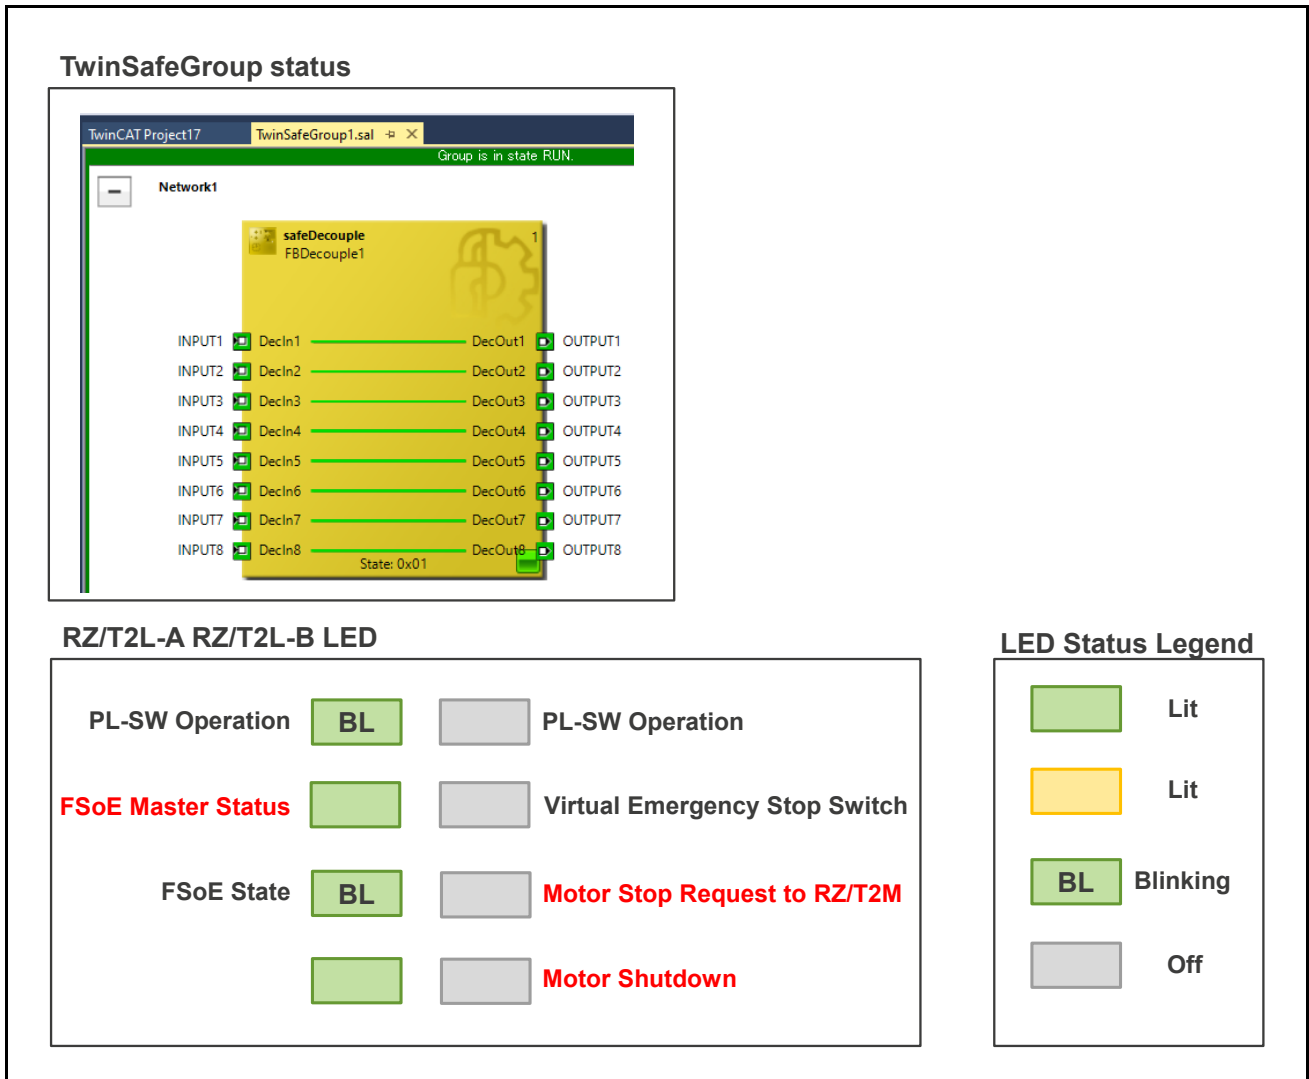 TwinSafeGroup status
TwinCAT Project17 TwinSafeGroup1.sal
Group is in state RUN.
Network1
safeDecouple 1
FBDecouple1
INPUT1 DecIn1 DecOut1 OUTPUT1
INPUT2 DecIn2 DecOut2 OUTPUT2
INPUT3 DecIn3 DecOut3 OUTPUT3
INPUT4 DecIn4 DecOut4 OUTPUT4
INPUT5 DecIn5 DecOut5 OUTPUT5
INPUT6 DecIn6 DecOut6 OUTPUT6
INPUT7 DecIn7 DecOut7 OUTPUT7
INPUT8 DecIn8 DecOut8 OUTPUT8
State: 0x01
RZ/T2L-A RZ/T2L-B LED
PL-SW Operation BL PL-SW Operation
FSoE Master Status Virtual Emergency Stop Switch
FSoE State BL Motor Stop Request to RZ/T2M
Motor Shutdown
LED Status Legend
Lit
Lit
BL Blinking
Off